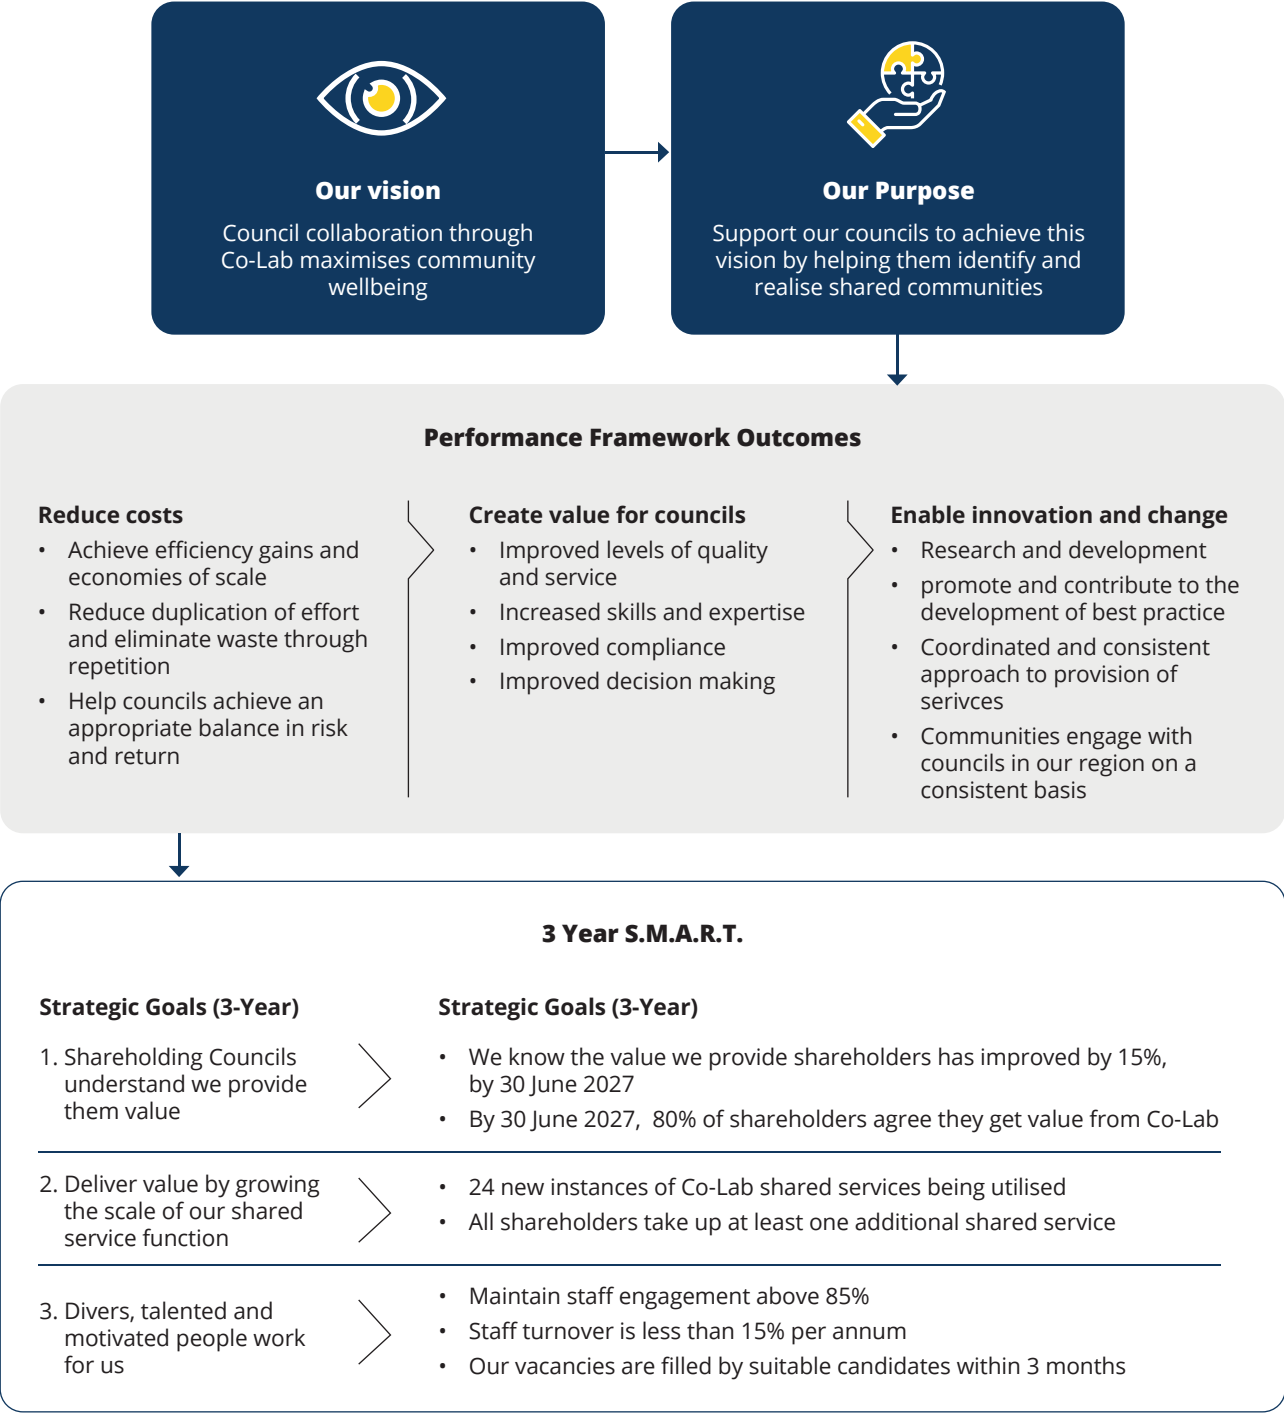 Our vision
Council collaboration through
Co-Lab maximises community
wellbeing
Our Purpose
Support our councils to achieve this
vision by helping them identify and
realise shared communities
Performance Framework Outcomes
Reduce costs
• Achieve efficiency gains and
economies of scale
• Reduce duplication of effort
and eliminate waste through
repetition
• Help councils achieve an
appropriate balance in risk
and return
Create value for councils
• Improved levels of quality
and service
• Increased skills and expertise
• Improved compliance
• Improved decision making
Enable innovation and change
• Research and development
• promote and contribute to the
development of best practice
• Coordinated and consistent
approach to provision of
serivces
• Communities engage with
councils in our region on a
consistent basis
3 Year S.M.A.R.T.
Strategic Goals (3-Year)
Strategic Goals (3-Year)
1. Shareholding Councils
understand we provide
them value
• We know the value we provide shareholders has improved by 15%,
by 30 June 2027
• By 30 June 2027, 80% of shareholders agree they get value from Co-Lab
2. Deliver value by growing
the scale of our shared
service function
• 24 new instances of Co-Lab shared services being utilised
• All shareholders take up at least one additional shared service
3. Divers, talented and
motivated people work
for us
• Maintain staff engagement above 85%
• Staff turnover is less than 15% per annum
• Our vacancies are filled by suitable candidates within 3 months